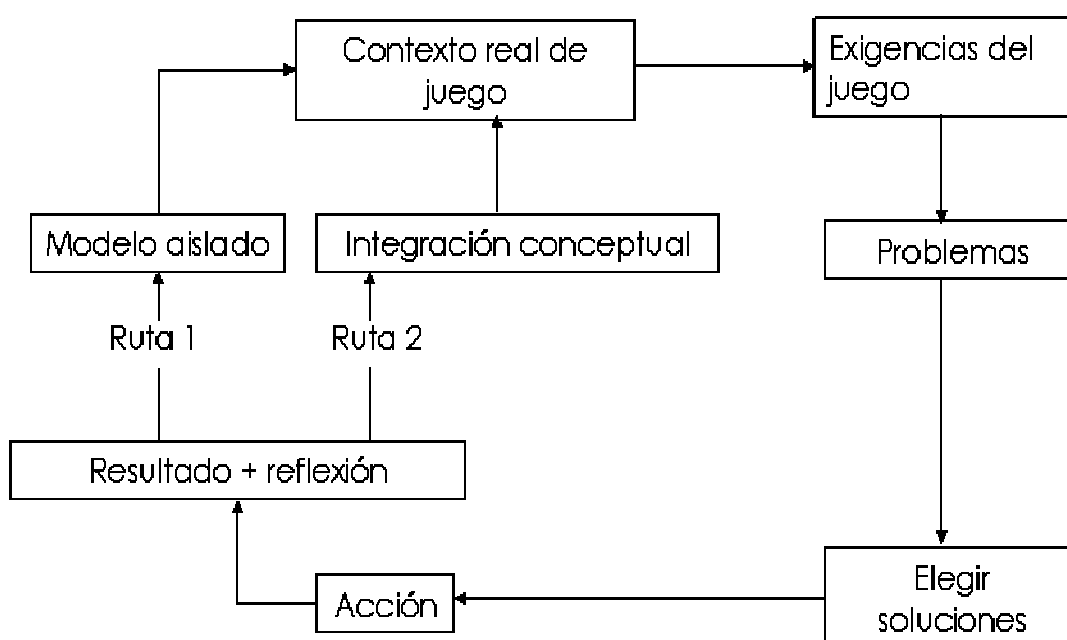 Contexto real de
juego
Exigencias del
juego
Modelo aislado
Integración conceptual
Problemas
Ruta 1
Ruta 2
Resultado + reflexión
Acción
Elegir
soluciones